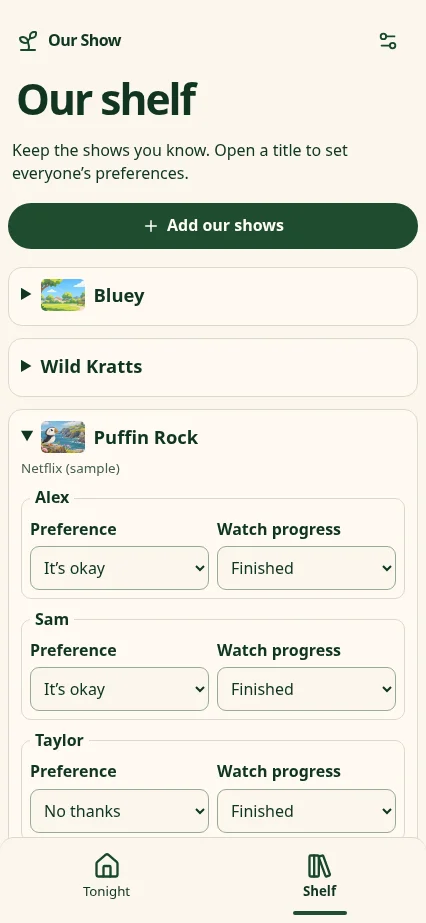 Our Show
Our shelf
Keep the shows you know. Open a title to set
everyone’s preferences.
+ Add our shows
Bluey
Wild Kratts
Puffin Rock
Netflix (sample)
Alex
Preference Watch progress
It’s okay Finished
Sam
Preference Watch progress
It’s okay Finished
Taylor
Preference Watch progress
No thanks Finished
Tonight Shelf